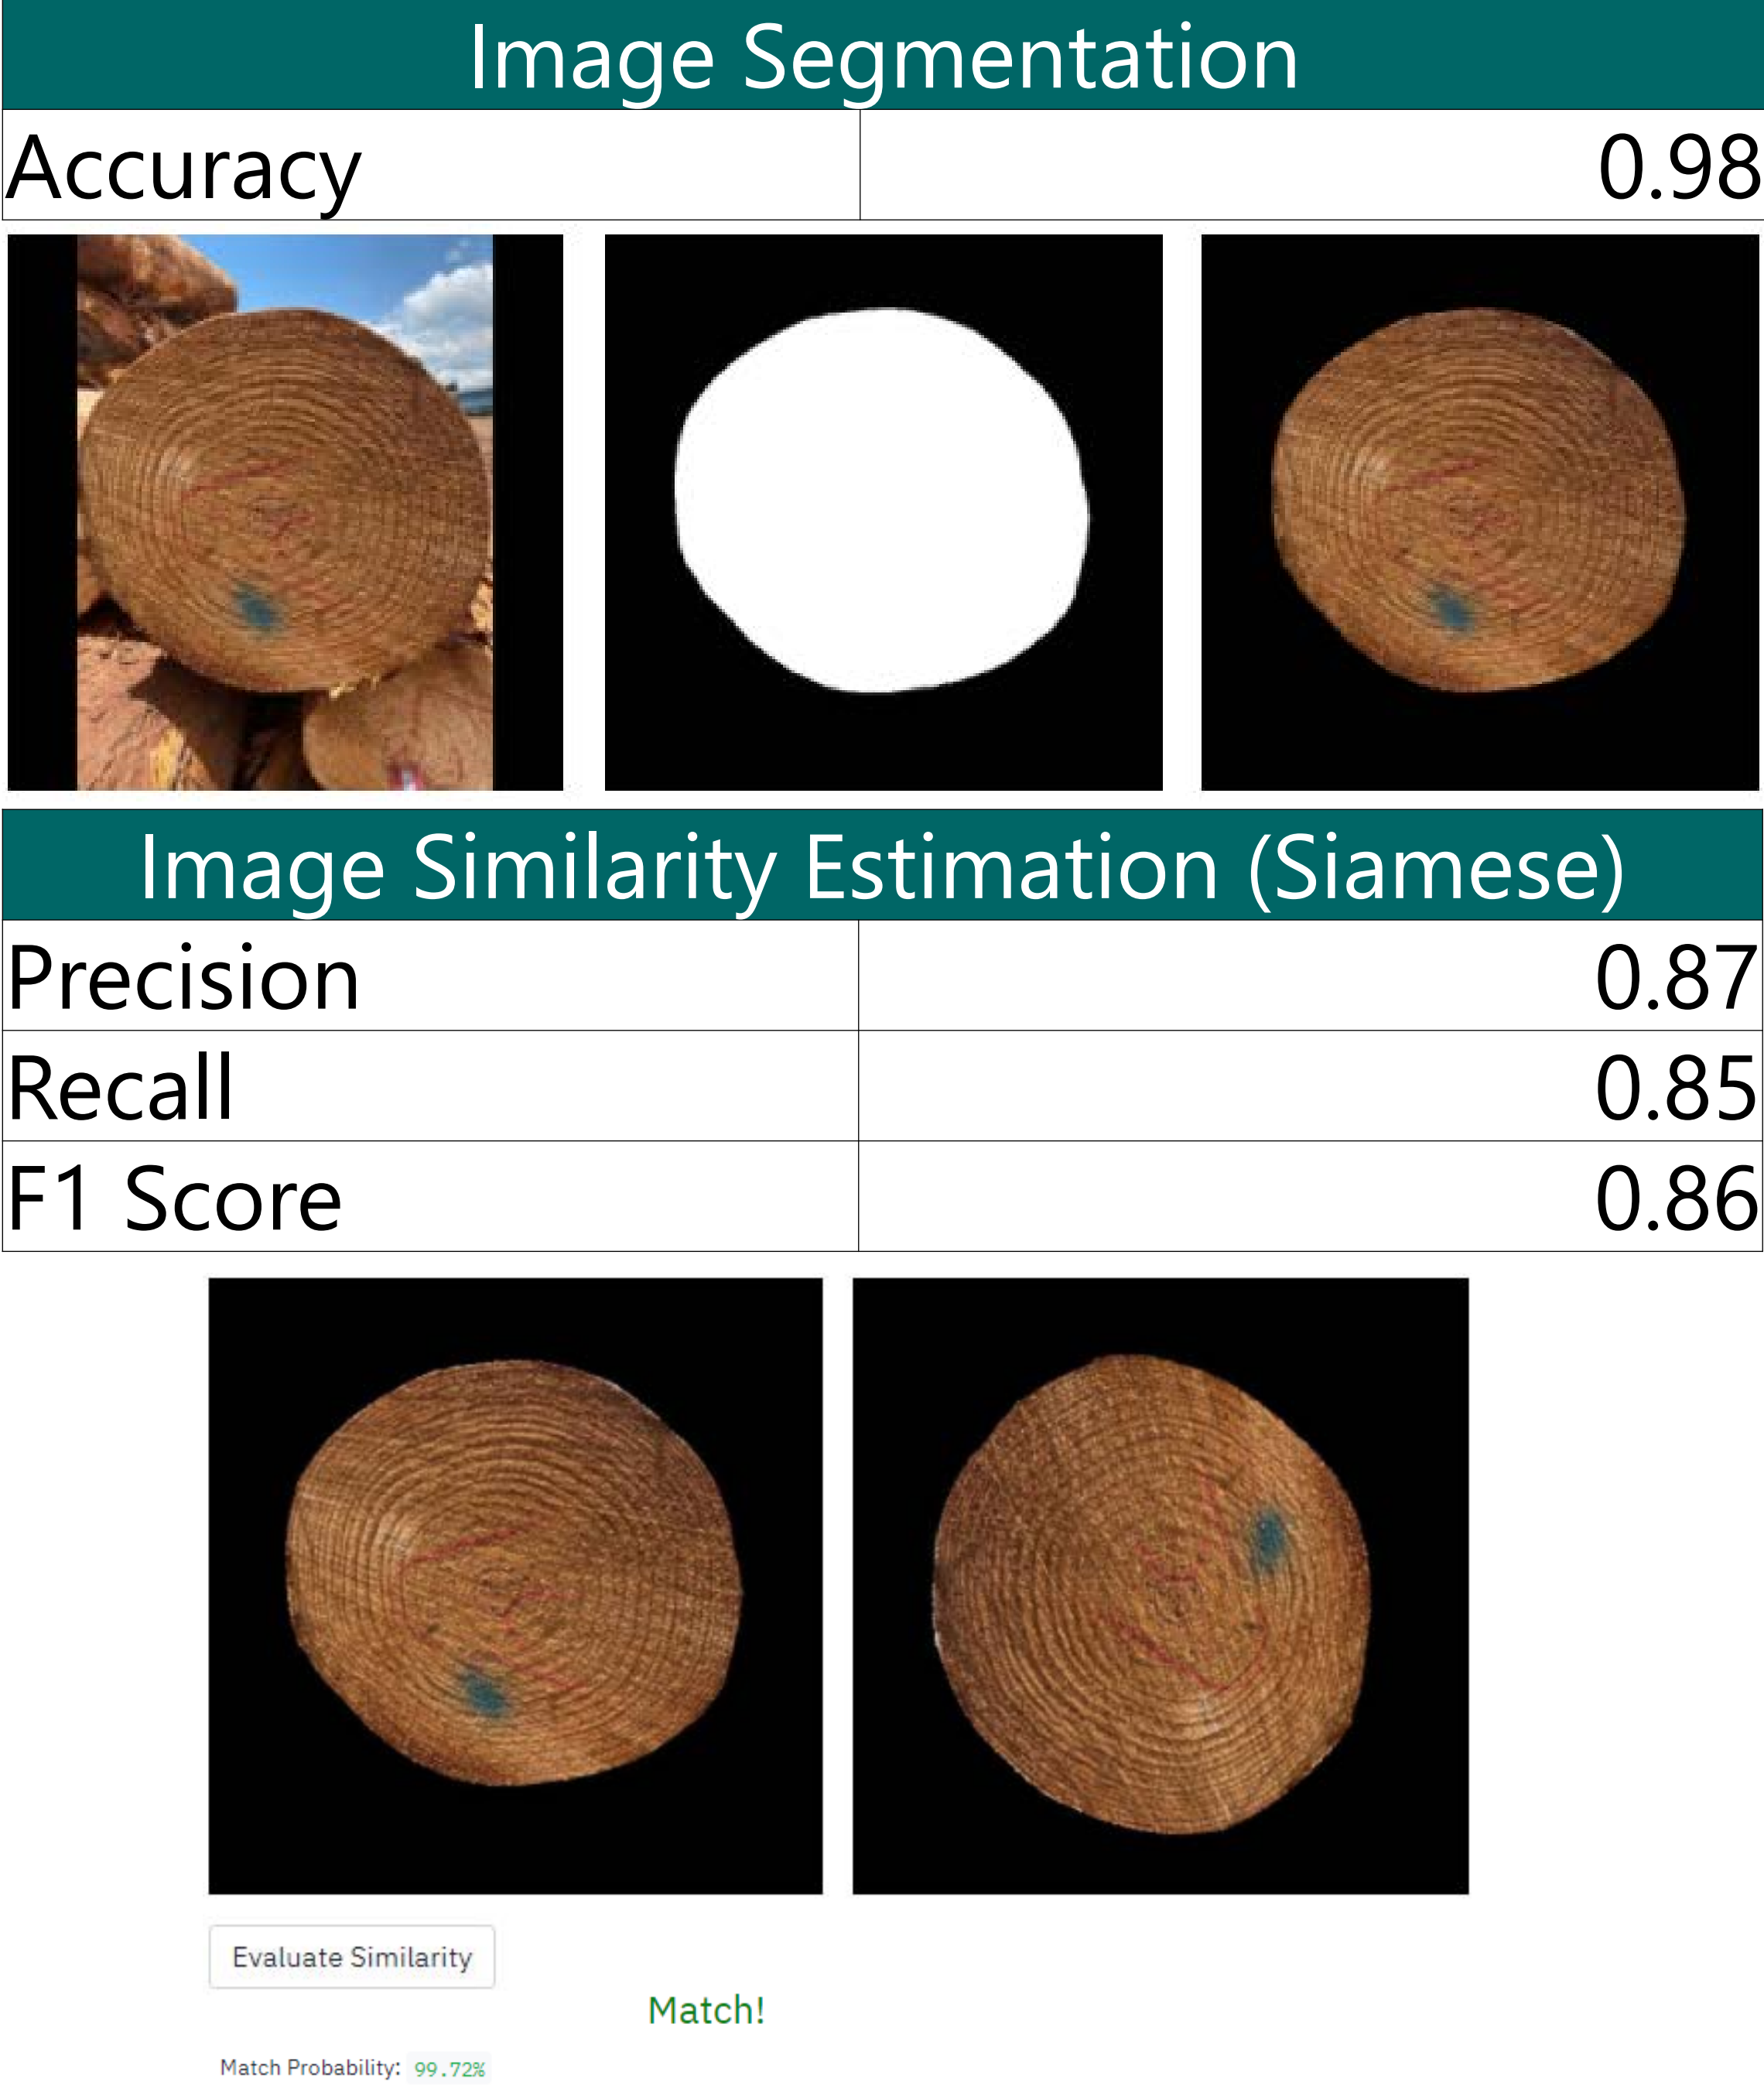 Image Segmentation
Accuracy 0.98
Image Similarity Estimation (Siamese)
Precision 0.87
Recall 0.85
F1 Score 0.86
Evaluate Similarity
Match!
Match Probability: 99.72%